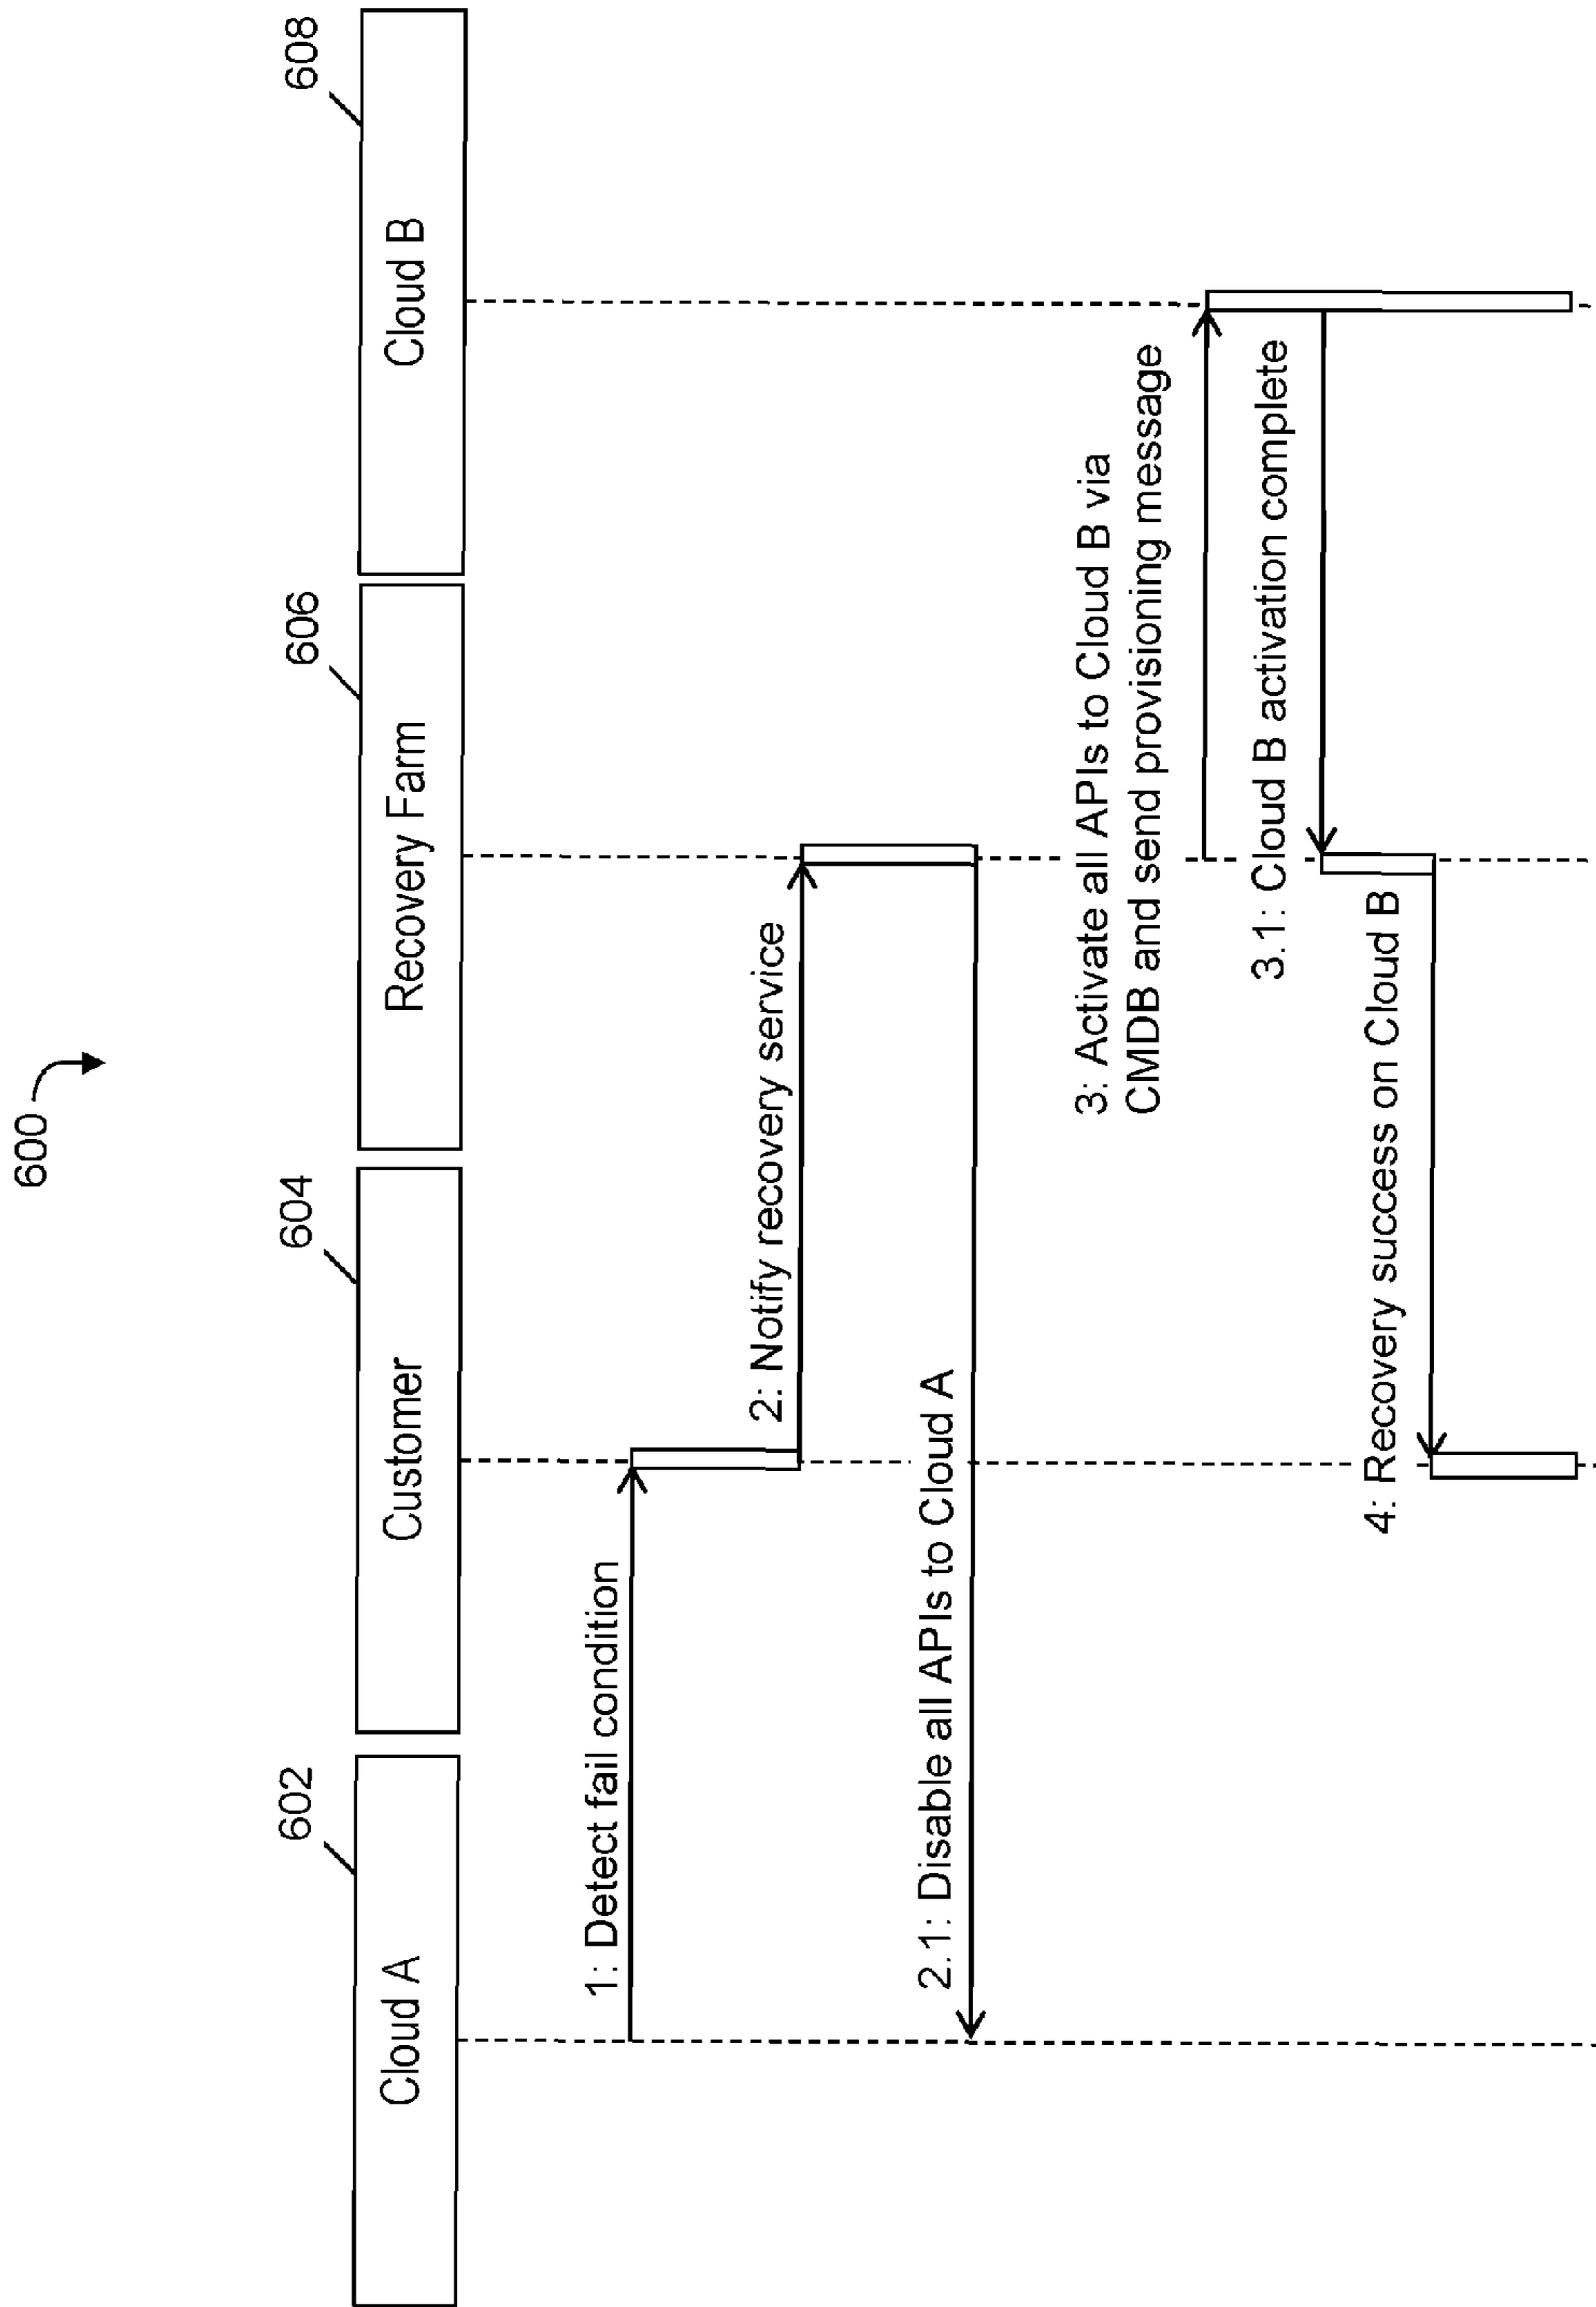 600
602
604
606
608
Cloud A
Customer
Recovery Farm
Cloud B
1: Detect fail condition
2: Notify recovery service
2.1: Disable all APIs to Cloud A
3: Activate all APIs to Cloud B via
CMDB and send provisioning message
3.1: Cloud B activation complete
4: Recovery success on Cloud B